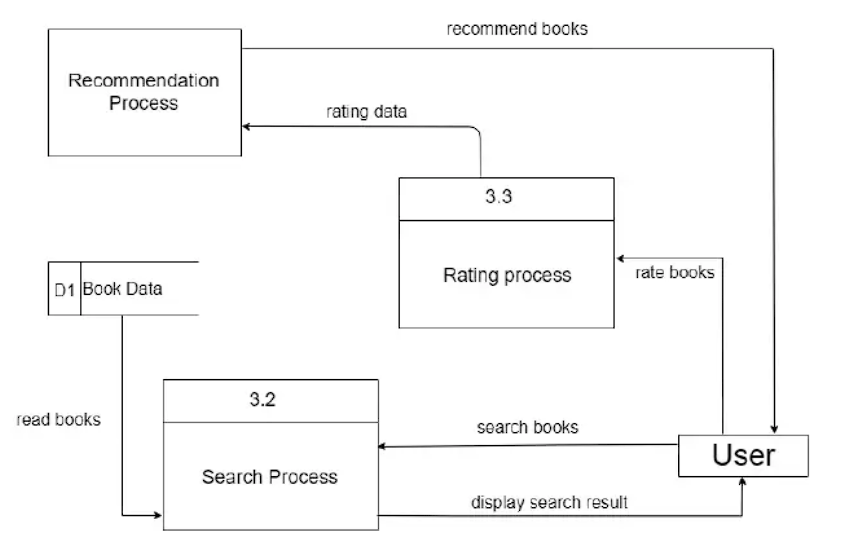 recommend books
Recommendation
Process
rating data
3.3
Rating process
rate books
D1 Book Data
read books
3.2
Search Process
search books
User
display search result